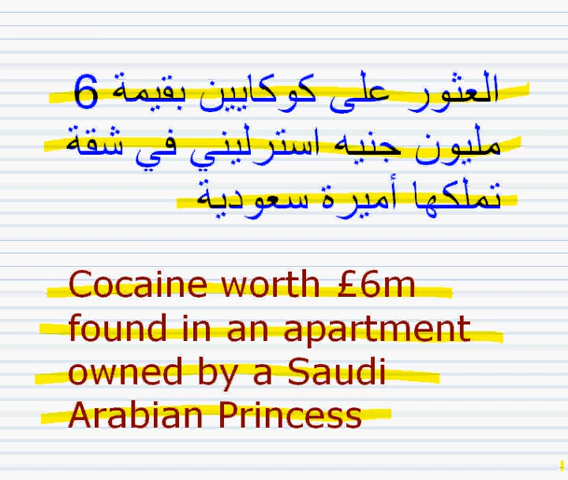 العثور على كوكايين بقيمة 6
مليون جنيه استرليني في شقة
تملكها أميرة سعودية
Cocaine worth £6m
found in an apartment
owned by a Saudi
Arabian Princess
1